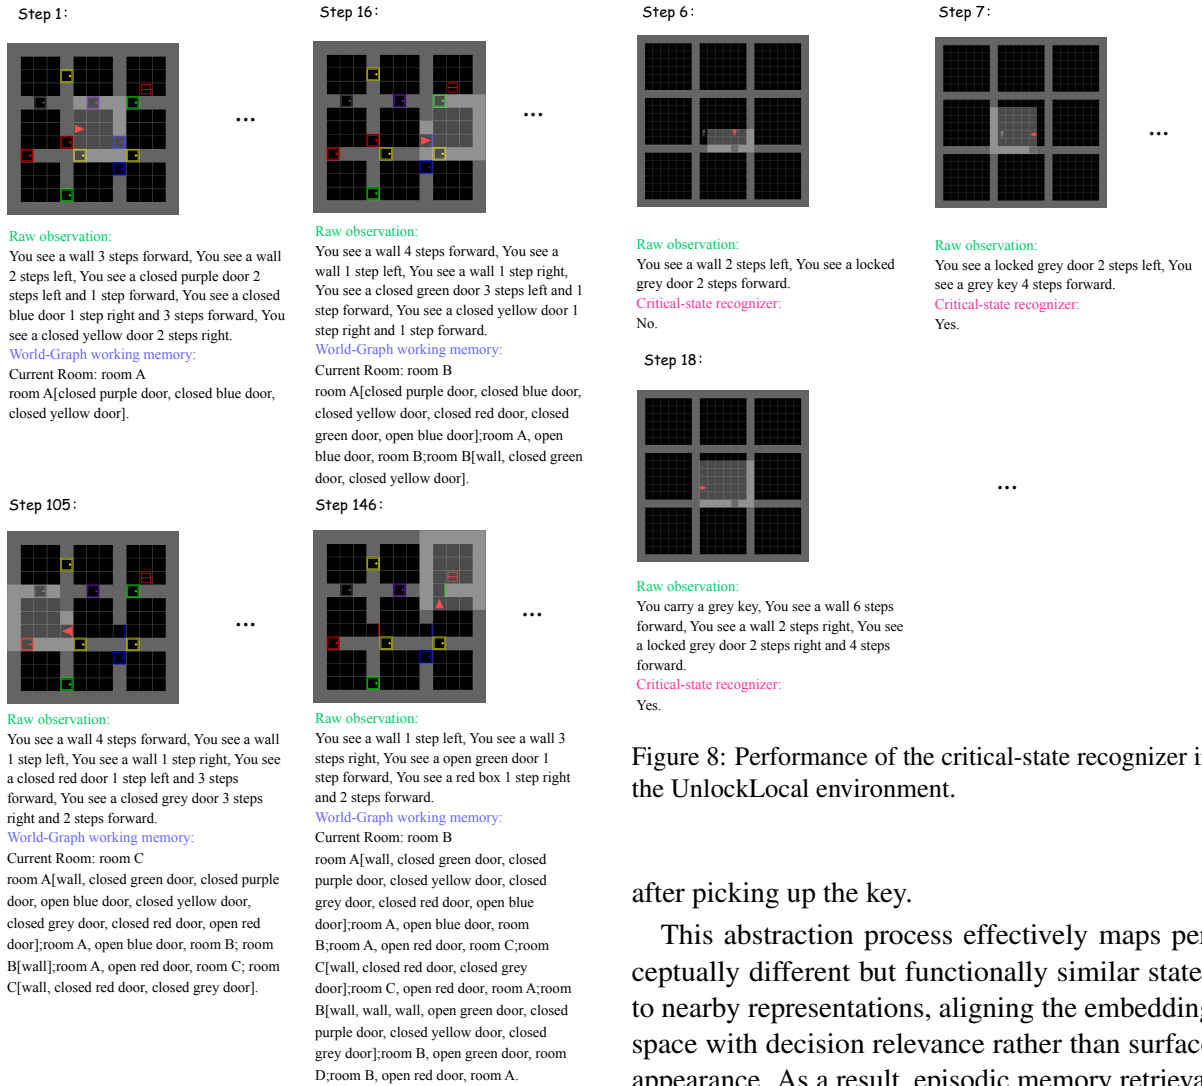 Step 1:
Raw observation:
You see a wall 3 steps forward, You see a wall
2 steps left, You see a closed purple door 2
steps left and 1 step forward, You see a closed
blue door 1 step right and 3 steps forward, You
see a closed yellow door 2 steps right.
World-Graph working memory:
Current Room: room A
room A[closed purple door, closed blue door,
closed yellow door].
...
Step 16:
Raw observation:
You see a wall 4 steps forward, You see a
wall 1 step left, You see a wall 1 step right,
You see a closed green door 3 steps left and 1
step forward, You see a closed yellow door 1
step right and 1 step forward.
World-Graph working memory:
Current Room: room B
room A[closed purple door, closed blue door,
closed yellow door, closed red door, closed
green door, open blue door];room A, open
blue door, room B;room B[wall, closed green
door, closed yellow door].
...
Step 105:
Raw observation:
You see a wall 4 steps forward, You see a wall
1 step left, You see a wall 1 step right, You see
a closed red door 1 step left and 3 steps
forward, You see a closed grey door 3 steps
right and 2 steps forward.
World-Graph working memory:
Current Room: room C
room A[wall, closed green door, closed purple
door, open blue door, closed yellow door,
closed grey door, closed red door, open red
door];room A, open blue door, room B; room
B[wall];room A, open red door, room C; room
C[wall, closed red door, closed grey door].
...
Step 146:
Raw observation:
You see a wall 1 step left, You see a wall 3
steps right, You see a open green door 1
step forward, You see a red box 1 step right
and 2 steps forward.
World-Graph working memory:
Current Room: room B
room A[wall, closed green door, closed
purple door, closed yellow door, closed
grey door, closed red door, open blue
door];room A, open blue door, room
B;room A, open red door, room C;room
C[wall, closed red door, closed grey
door];room C, open red door, room A;room
B[wall, wall, wall, open green door, closed
purple door, closed yellow door, closed
grey door];room B, open green door, room
D;room B, open red door, room A.
...
Step 6:
Raw observation:
You see a wall 2 steps left, You see a locked
grey door 2 steps forward.
Critical-state recognizer:
No.
Step 7:
Raw observation:
You see a locked grey door 2 steps left, You
see a grey key 4 steps forward.
Critical-state recognizer:
Yes.
...
Step 18:
Raw observation:
You carry a grey key, You see a wall 6 steps
forward, You see a wall 2 steps right, You see
a locked grey door 2 steps right and 4 steps
forward.
Critical-state recognizer:
Yes.
...
Figure 8: Performance of the critical-state recognizer i
the UnlockLocal environment.
after picking up the key.
This abstraction process effectively maps per
ceptually different but functionally similar state
to nearby representations, aligning the embedding
space with decision relevance rather than surface
appearance. As a result, episodic memory retrieva